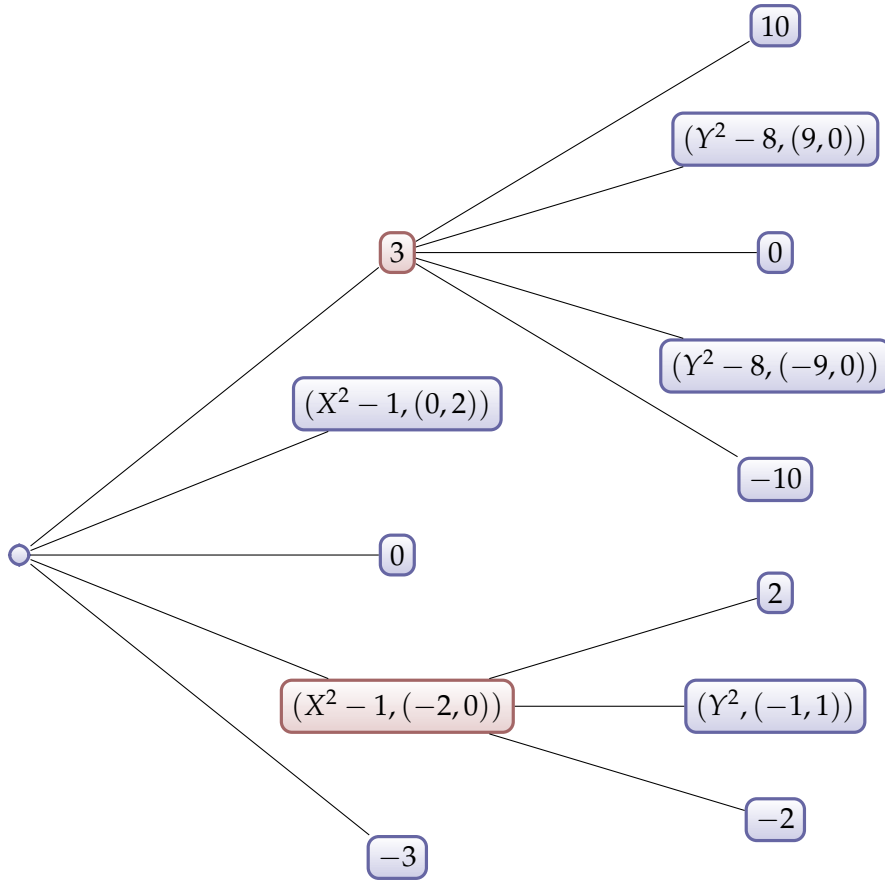 10
(Y² − 8, (9, 0))
3
0
(Y² − 8, (−9, 0))
(X² − 1, (0, 2))
−10
0
2
(X² − 1, (−2, 0))
(Y², (−1, 1))
−2
−3